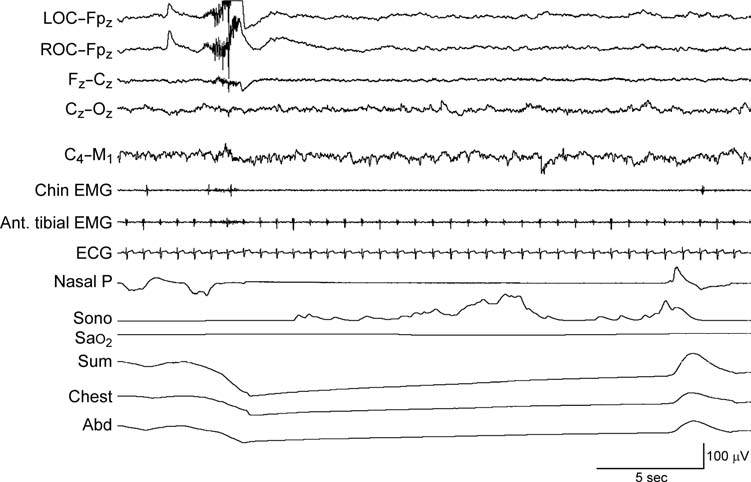 LOC–Fpz
ROC–Fpz
Fz–Cz
Cz–Oz
C4–M1
Chin EMG
Ant. tibial EMG
ECG
Nasal P
Sono
SaO2
Sum
Chest
Abd
100 μV
5 sec